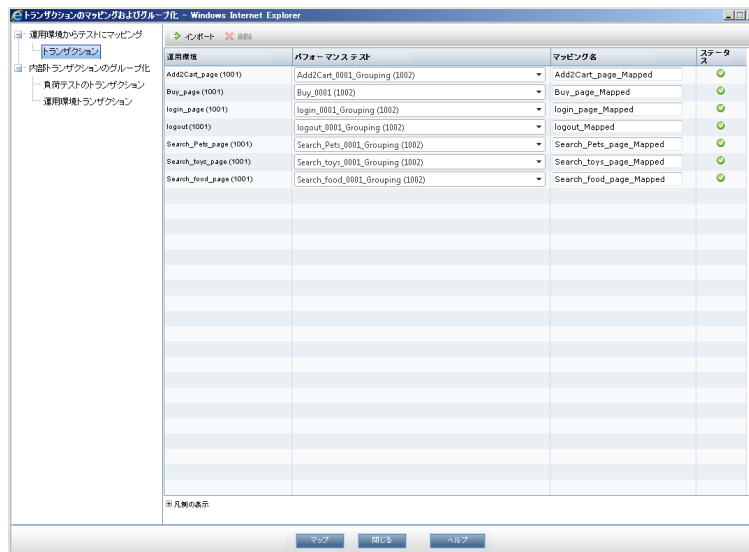 トランザクションのマッピングおよびグループ化 - Windows Internet Explorer
運用環境からテストにマッピング
トランザクション
内部トランザクションのグループ化
負荷テストのトランザクション
運用環境トランザクション
インポート 削除
運用環境 パフォーマンス テスト マッピング名 ステータス
Add2Cart_page (1001) Add2Cart_0001_Grouping (1002) Add2Cart_page_Mapped
Buy_page (1001) Buy_0001 (1002) Buy_page_Mapped
login_page (1001) login_0001_Grouping (1002) login_page_Mapped
logout (1001) logout_0001_Grouping (1002) logout_Mapped
Search_Pets_page (1001) Search_Pets_0001_Grouping (1002) Search_Pets_page_Mapped
Search_toys_page (1001) Search_toys_0001_Grouping (1002) Search_toys_page_Mapped
Search_food_page (1001) Search_food_0001_Grouping (1002) Search_food_page_Mapped
凡例の表示
マップ 閉じる ヘルプ